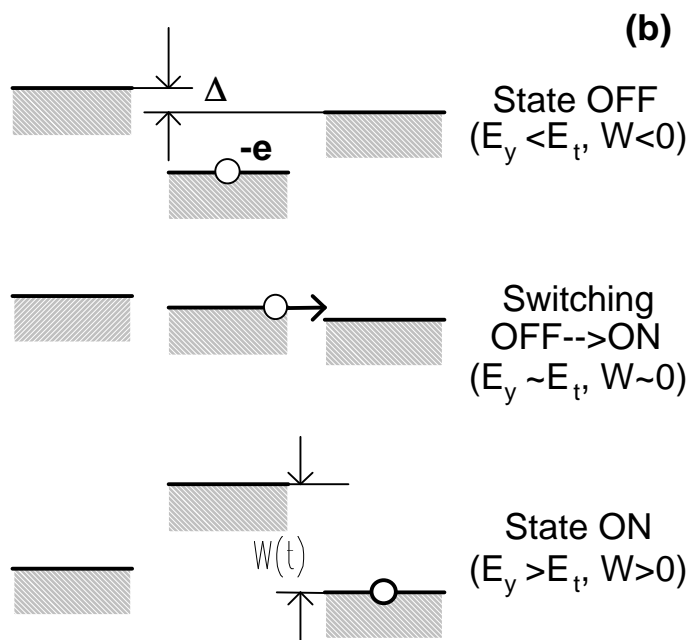 (b)
Δ
State OFF
(E_y <E_t, W<0)
-e
Switching
OFF-->ON
(E_y ~E_t, W~0)
State ON
W(t)
(E_y >E_t, W>0)